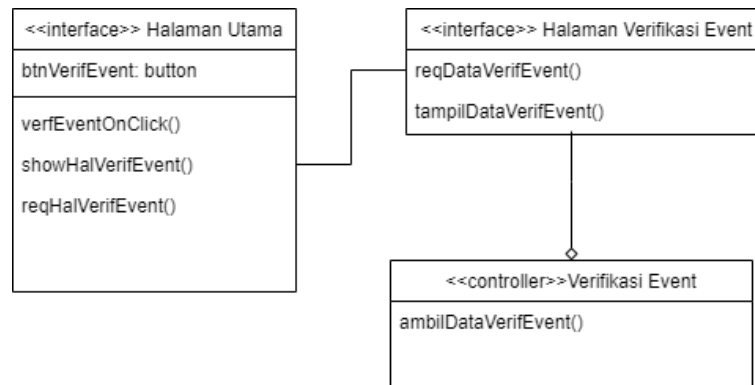 <<interface>> Halaman Utama
btnVerifEvent: button
verfEventOnClick()
showHalVerifEvent()
reqHalVerifEvent()
<<interface>> Halaman Verifikasi Event
reqDataVerifEvent()
tampilDataVerifEvent()
<<controller>>Verifikasi Event
ambilDataVerifEvent()